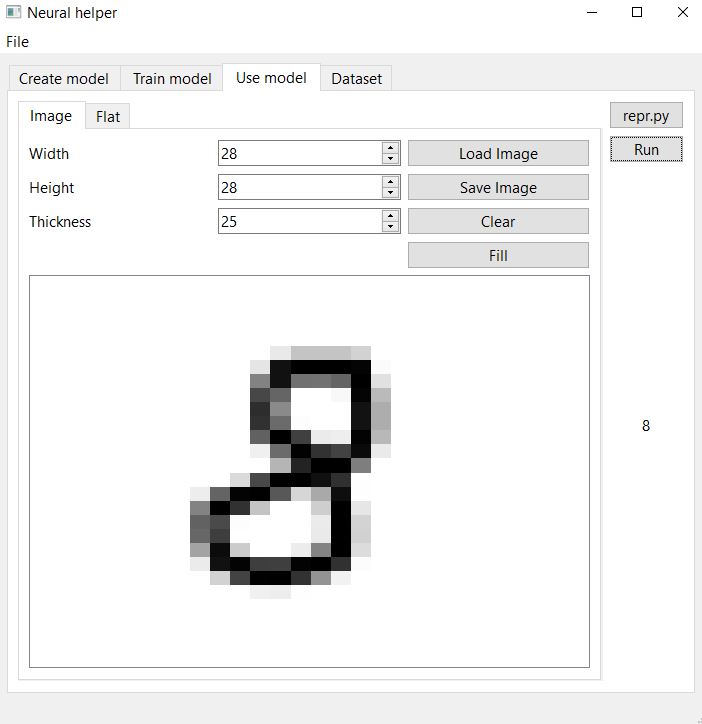 Neural helper
File
Create model Train model Use model Dataset
Image Flat
repr.py
Run
Width 28 Load Image
Height 28 Save Image
Thickness 25 Clear
Fill
8
8